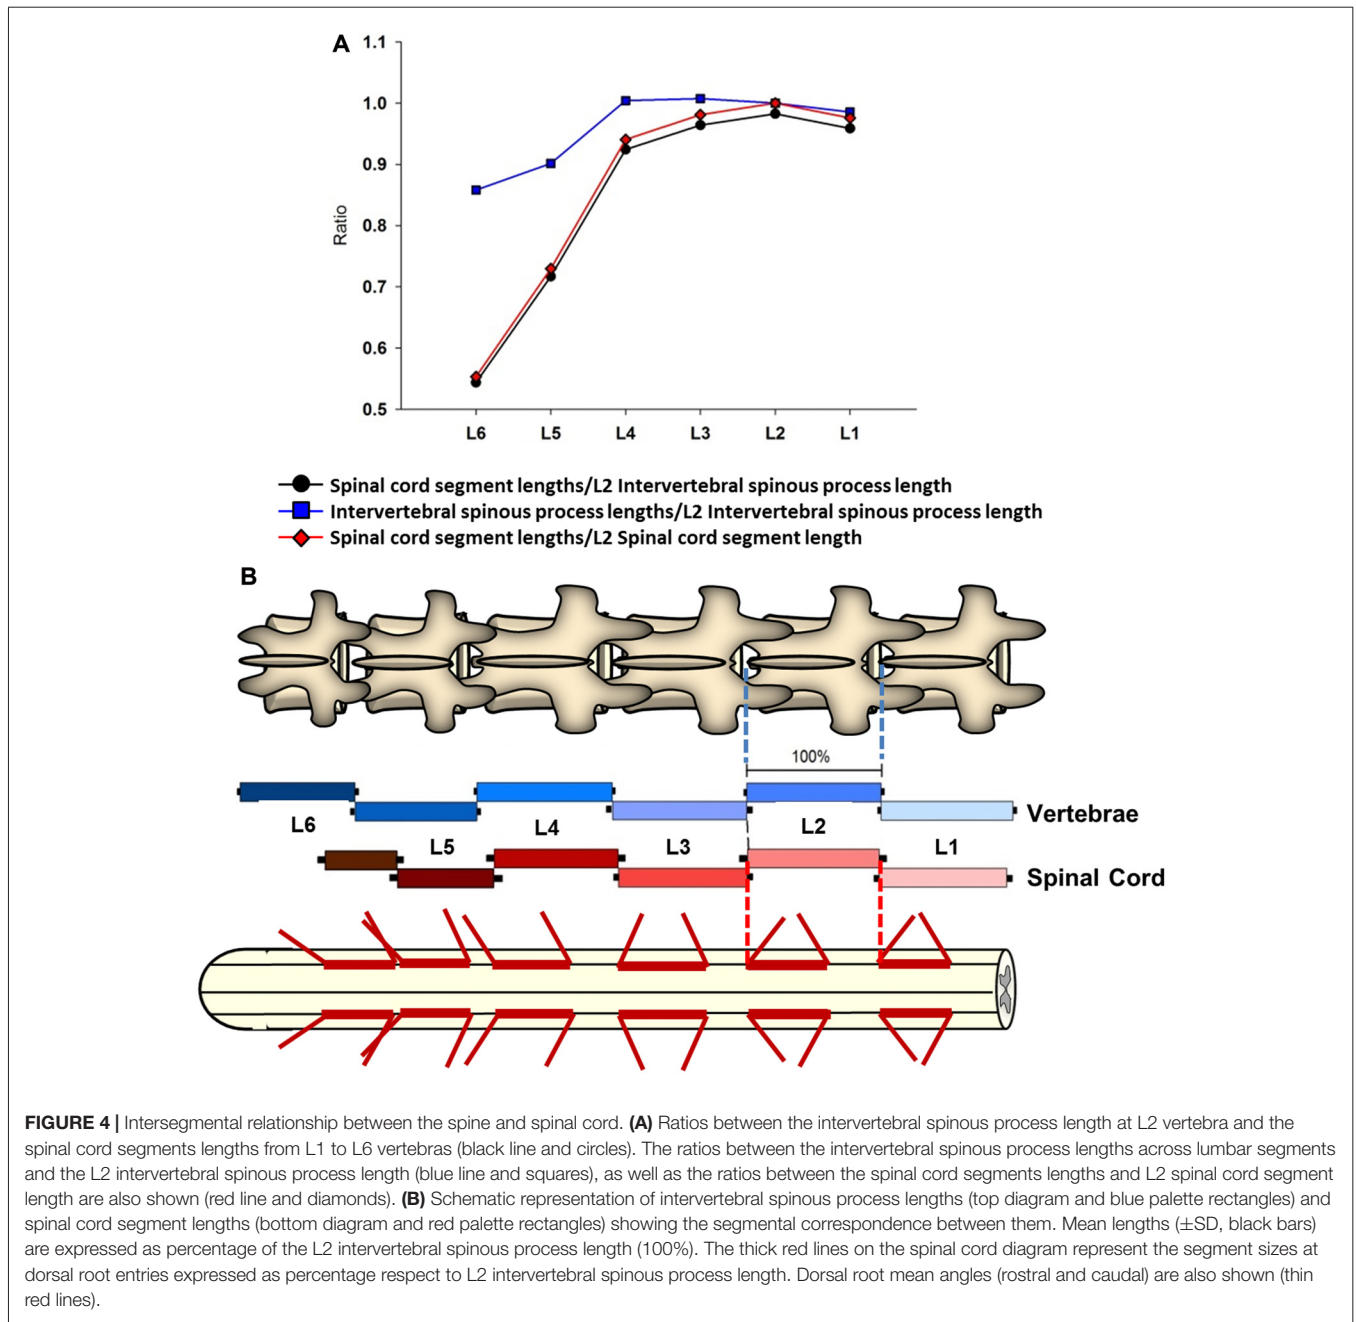 A
1.1
1.0
0.9
0.8
0.7
0.6
0.5
Ratio
L6 L5 L4 L3 L2 L1
Spinal cord segment lengths/L2 Intervertebral spinous process length
Intervertebral spinous process lengths/L2 Intervertebral spinous process length
Spinal cord segment lengths/L2 Spinal cord segment length
B
100%
Vertebrae
L6 L5 L4 L3 L2 L1
Spinal Cord
FIGURE 4 | Intersegmental relationship between the spine and spinal cord. (A) Ratios between the intervertebral spinous process length at L2 vertebra and the
spinal cord segments lengths from L1 to L6 vertebras (black line and circles). The ratios between the intervertebral spinous process lengths across lumbar segments
and the L2 intervertebral spinous process length (blue line and squares), as well as the ratios between the spinal cord segments lengths and L2 spinal cord segment
length are also shown (red line and diamonds). (B) Schematic representation of intervertebral spinous process lengths (top diagram and blue palette rectangles) and
spinal cord segment lengths (bottom diagram and red palette rectangles) showing the segmental correspondence between them. Mean lengths (±SD, black bars)
are expressed as percentage of the L2 intervertebral spinous process length (100%). The thick red lines on the spinal cord diagram represent the segment sizes at
dorsal root entries expressed as percentage respect to L2 intervertebral spinous process length. Dorsal root mean angles (rostral and caudal) are also shown (thin
red lines).